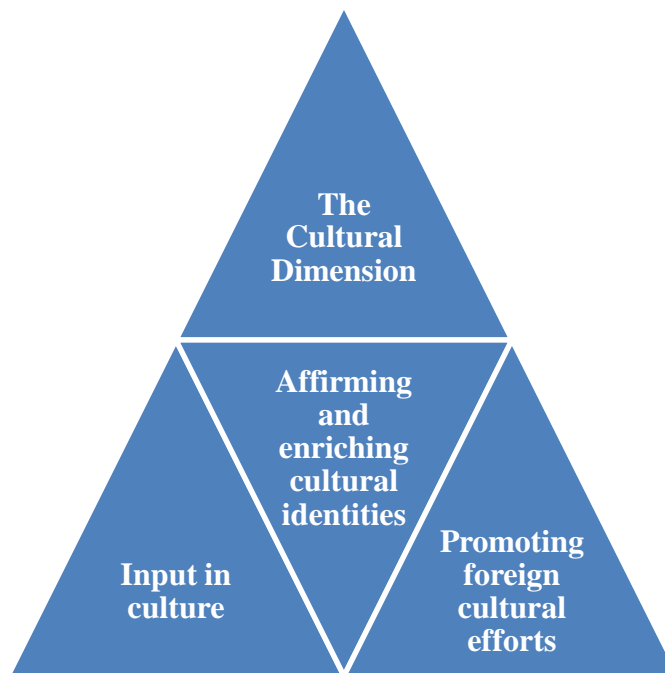 The
Cultural
Dimension
Affirming
and
enriching
cultural
identities
Input in
culture
Promoting
foreign
cultural
efforts